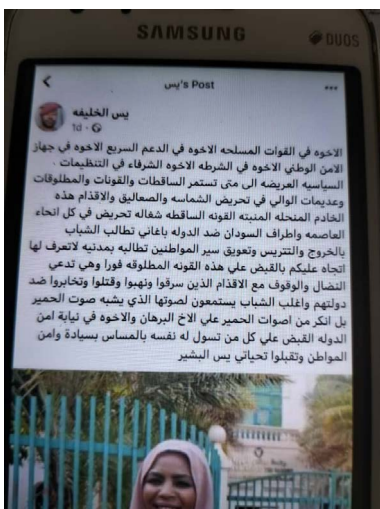 SAMSUNG
DUOS
يس's Post
يس الخليفه
1d
الاخوه في القوات المسلحه الاخوه في الدعم السريع الاخوه في جهاز
الامن الوطني الاخوه في الشرطه الاخوه الشرفاء في التنظيمات
السياسيه العريضه الى متى تستمر الساقطات والقونات والمطلوقات
وعديمات الوالي في تحريض الشماسه والصعاليق والاقذام هذه
الخادم المنحله المنبته القونه الساقطه شغاله تحريض في كل انحاء
العاصمه واطراف السودان ضد الدوله باغاني تطالب الشباب
بالخروج والتتريس وتعويق سير المواطنين تطالبه بمدنيه لاتعرف لها
اتجاه عليكم بالقبض علي هذه القونه المطلوقه فورا وهي تدعي
النضال والوقوف مع الاقذام الذين سرقوا ونهبوا وقتلوا وتخابروا ضد
دولتهم واغلب الشباب يستمعون لصوتها الذي يشبه صوت الحمير
بل انكر من اصوات الحمير علي الاخ البرهان والاخوه في نيابة امن
الدوله القبض علي كل من تسول له نفسه بالمساس بسيادة وامن
المواطن وتقبلوا تحياتي يس البشير